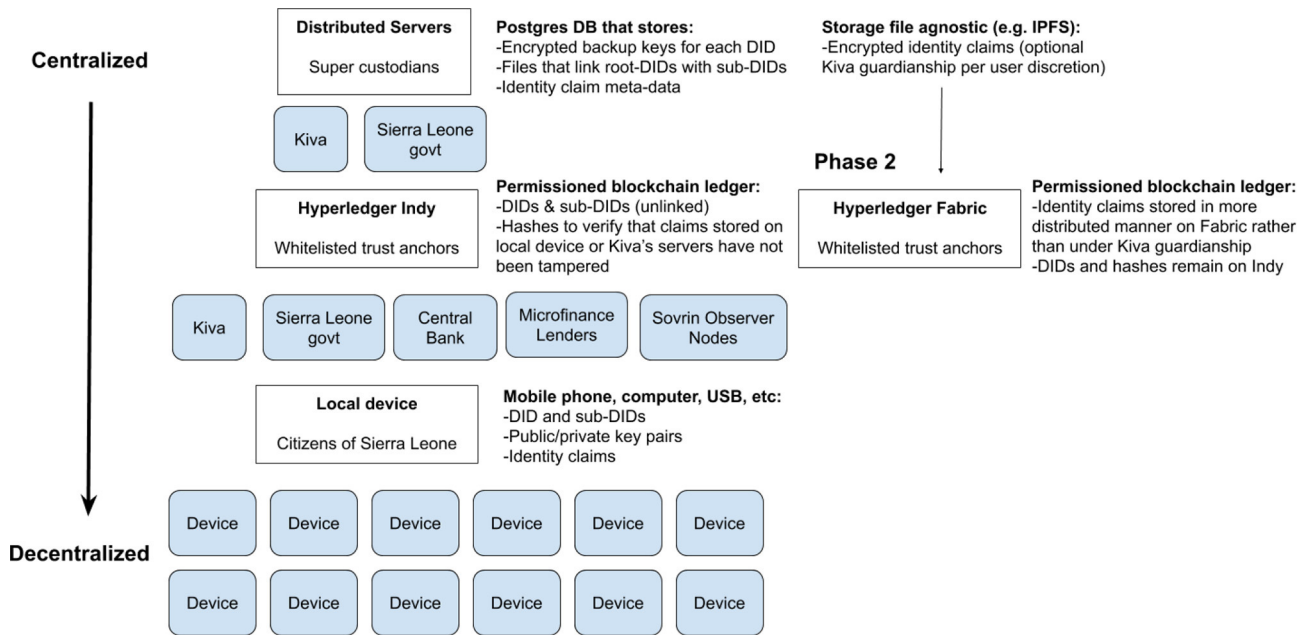 Centralized
Distributed Servers
Super custodians
Postgres DB that stores:
-Encrypted backup keys for each DID
-Files that link root-DIDs with sub-DIDs
-Identity claim meta-data
Storage file agnostic (e.g. IPFS):
-Encrypted identity claims (optional
Kiva guardianship per user discretion)
Kiva
Sierra Leone
govt
Phase 2
Hyperledger Indy
Whitelisted trust anchors
Permissioned blockchain ledger:
-DIDs & sub-DIDs (unlinked)
-Hashes to verify that claims stored on
local device or Kiva's servers have not
been tampered
Hyperledger Fabric
Whitelisted trust anchors
Permissioned blockchain ledger:
-Identity claims stored in more
distributed manner on Fabric rather
than under Kiva guardianship
-DIDs and hashes remain on Indy
Kiva
Sierra Leone
govt
Central
Bank
Microfinance
Lenders
Sovrin Observer
Nodes
Local device
Citizens of Sierra Leone
Mobile phone, computer, USB, etc:
-DID and sub-DIDs
-Public/private key pairs
-Identity claims
Device
Device
Device
Device
Device
Device
Decentralized
Device
Device
Device
Device
Device
Device